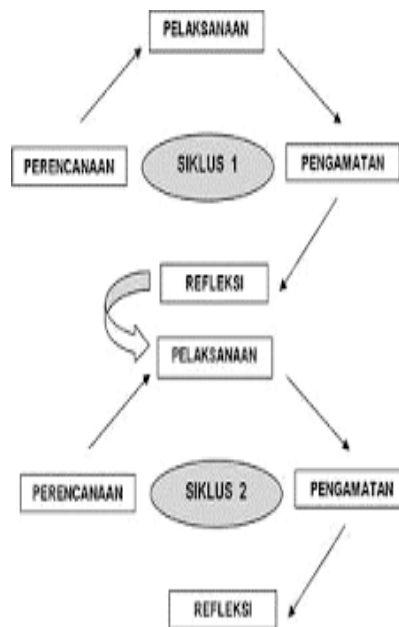 PELAKSANAAN
PERENCANAAN
SIKLUS 1
PENGAMATAN
REFLEKSI
PELAKSANAAN
PERENCANAAN
SIKLUS 2
PENGAMATAN
REFLEKSI